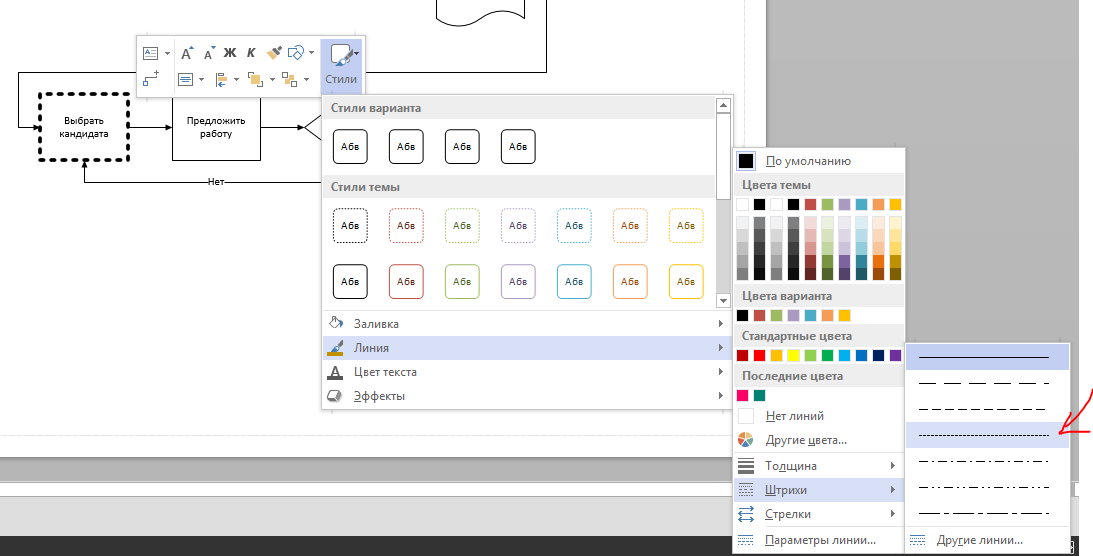 Ж К
Стили
Выбрать
кандидата
Предложить
работу
Нет
Стили варианта
Абв Абв Абв Абв
Стили темы
Абв Абв Абв Абв Абв Абв Абв
Абв Абв Абв Абв Абв Абв Абв
Заливка
Линия
Цвет текста
Эффекты
По умолчанию
Цвета темы
Цвета варианта
Стандартные цвета
Последние цвета
Нет линий
Другие цвета...
Толщина
Штрихи
Стрелки
Параметры линии...
Другие линии...